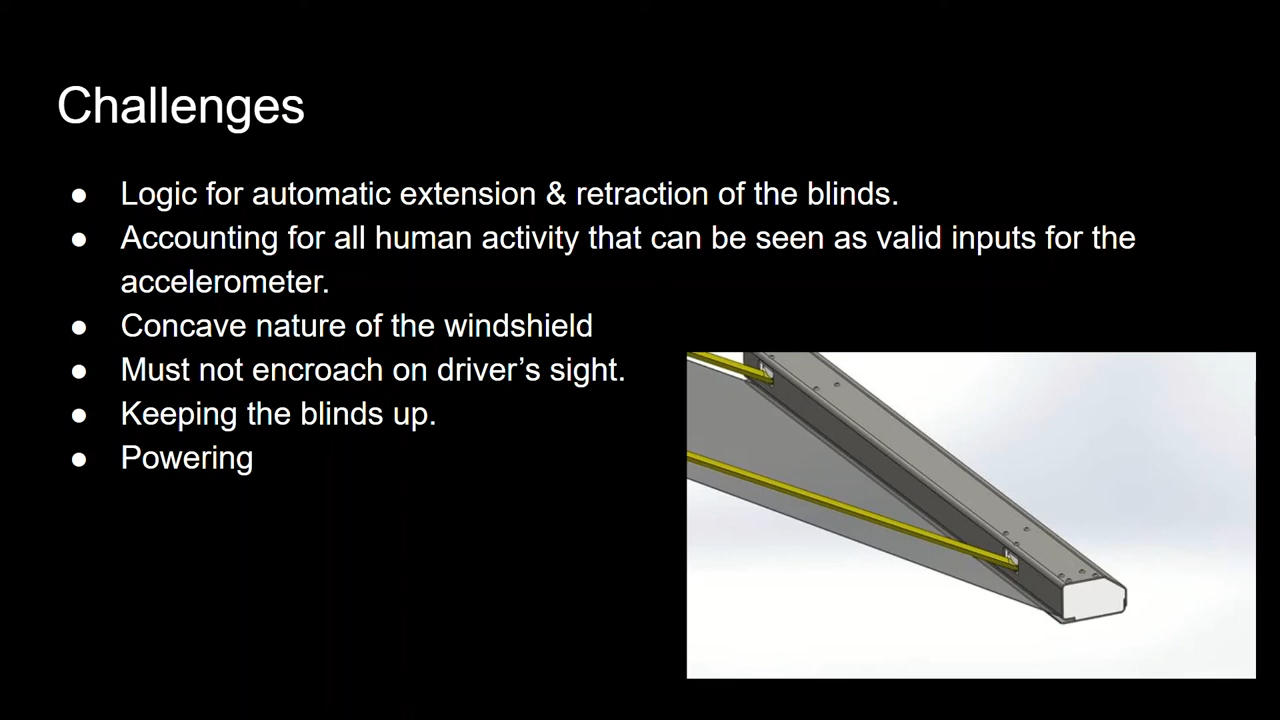 Challenges
● Logic for automatic extension & retraction of the blinds.
● Accounting for all human activity that can be seen as valid inputs for the
accelerometer.
● Concave nature of the windshield
● Must not encroach on driver’s sight.
● Keeping the blinds up.
● Powering